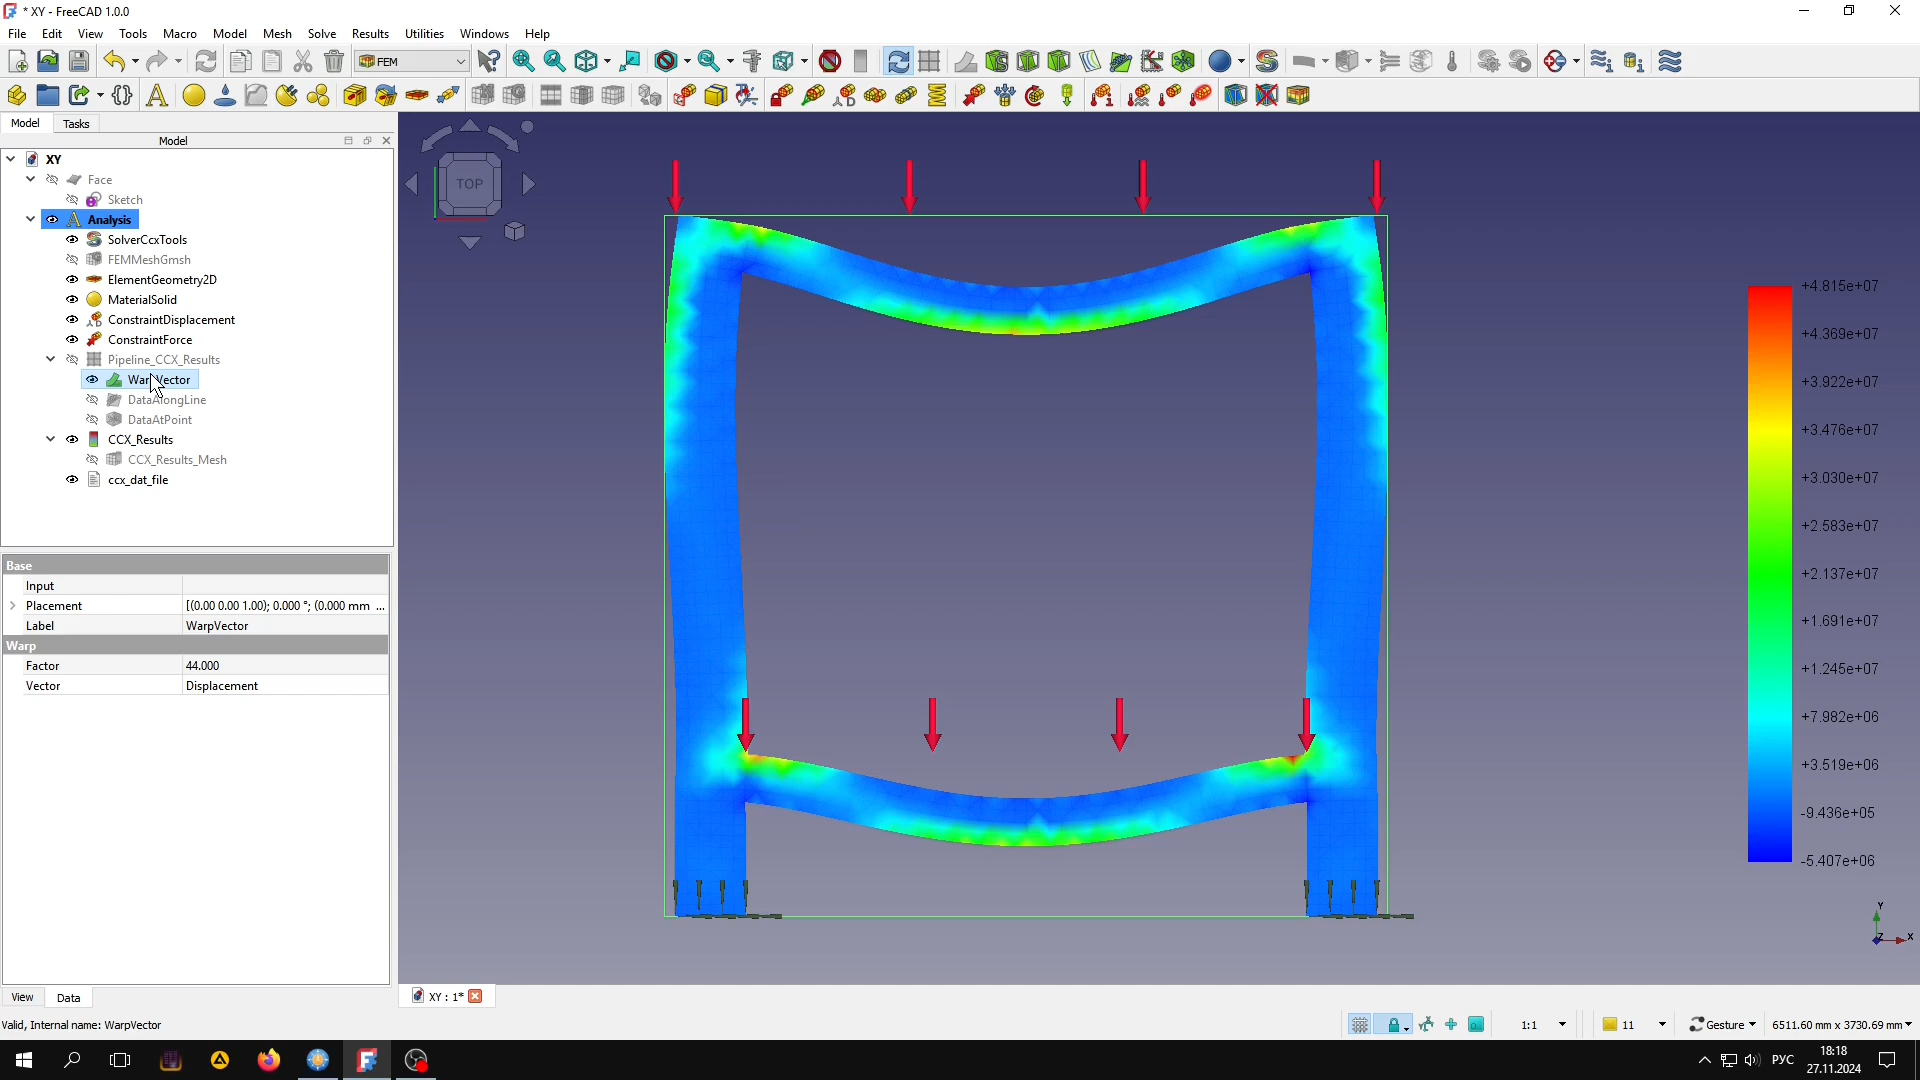 * XY - FreeCAD 1.0.0
File Edit View Tools Macro Model Mesh Solve Results Utilities Windows Help
FEM
Model Tasks
Model
XY
Face
Sketch
Analysis
SolverCcxTools
FEMMeshGmsh
ElementGeometry2D
MaterialSolid
ConstraintDisplacement
ConstraintForce
Pipeline_CCX_Results
WarpVector
DataAlongLine
DataAtPoint
CCX_Results
CCX_Results_Mesh
ccx_dat_file
Base
Input
Placement [(0.00 0.00 1.00); 0.000 °; (0.000 mm ...
Label WarpVector
Warp
Factor 44.000
Vector Displacement
View Data
TOP
+4.815e+07
+4.369e+07
+3.922e+07
+3.476e+07
+3.030e+07
+2.583e+07
+2.137e+07
+1.691e+07
+1.245e+07
+7.982e+06
+3.519e+06
-9.436e+05
-5.407e+06
Y
Z X
XY : 1*
Valid, Internal name: WarpVector
1:1 11 Gesture 6511.60 mm x 3730.69 mm
РУС
18:18
27.11.2024